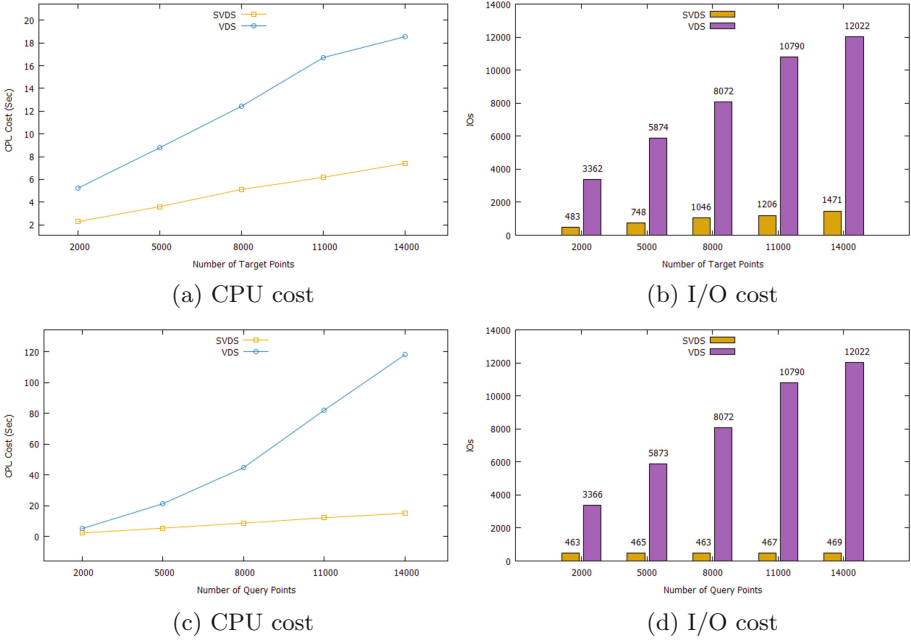 SVDS
VDS
20
18
16
14
12
10
8
6
4
2
CPL Cost (Sec)
2000 5000 8000 11000 14000
Number of Target Points
(a) CPU cost
SVDS
VDS
14000
12000
10000
8000
6000
4000
2000
0
IOs
483 3362 748 5874 1046 8072 1206 10790 1471 12022
2000 5000 8000 11000 14000
Number of Target Points
(b) I/O cost
SVDS
VDS
120
100
80
60
40
20
0
CPL Cost (Sec)
2000 5000 8000 11000 14000
Number of Query Points
(c) CPU cost
SVDS
VDS
14000
12000
10000
8000
6000
4000
2000
0
IOs
463 3366 465 5873 463 8072 467 10790 469 12022
2000 5000 8000 11000 14000
Number of Query Points
(d) I/O cost